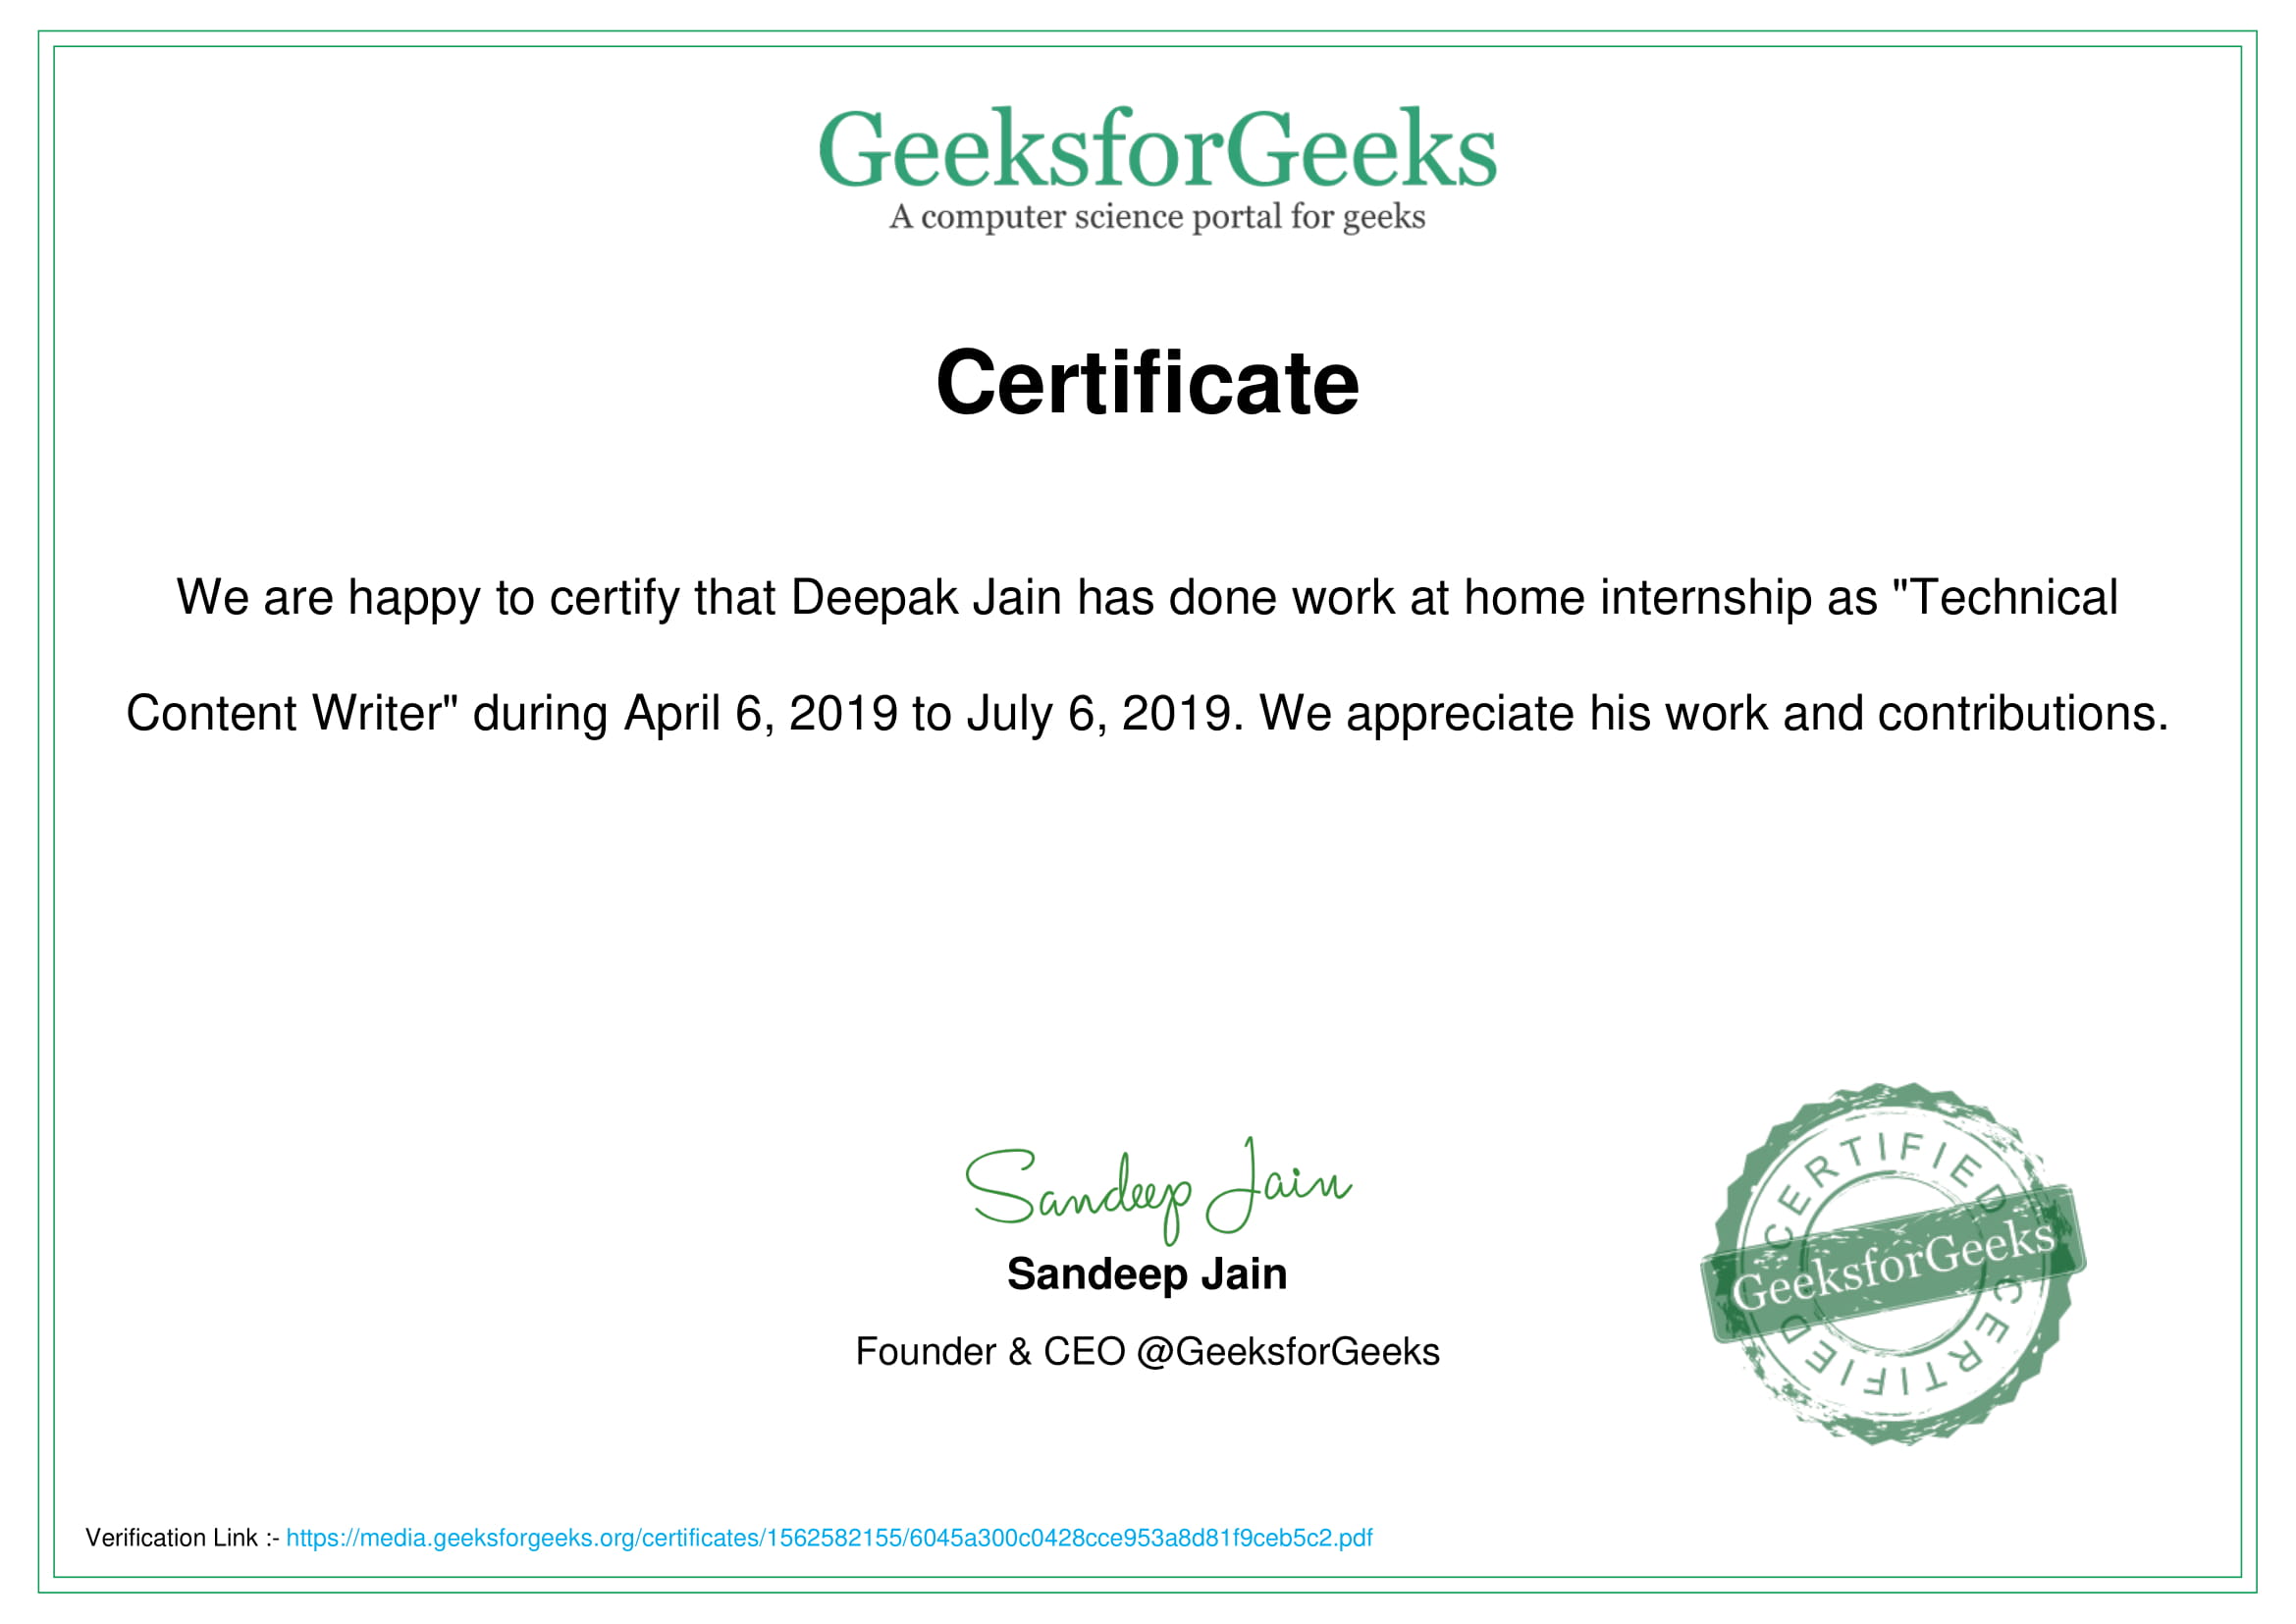 GeeksforGeeks
A computer science portal for geeks
Certificate
We are happy to certify that Deepak Jain has done work at home internship as "Technical
Content Writer" during April 6, 2019 to July 6, 2019. We appreciate his work and contributions.
Sandeep Jain
Sandeep Jain
Founder & CEO @GeeksforGeeks
CERTIFIED
GeeksforGeeks
CERTIFIED
Verification Link :- https://media.geeksforgeeks.org/certificates/1562582155/6045a300c0428cce953a8d81f9ceb5c2.pdf